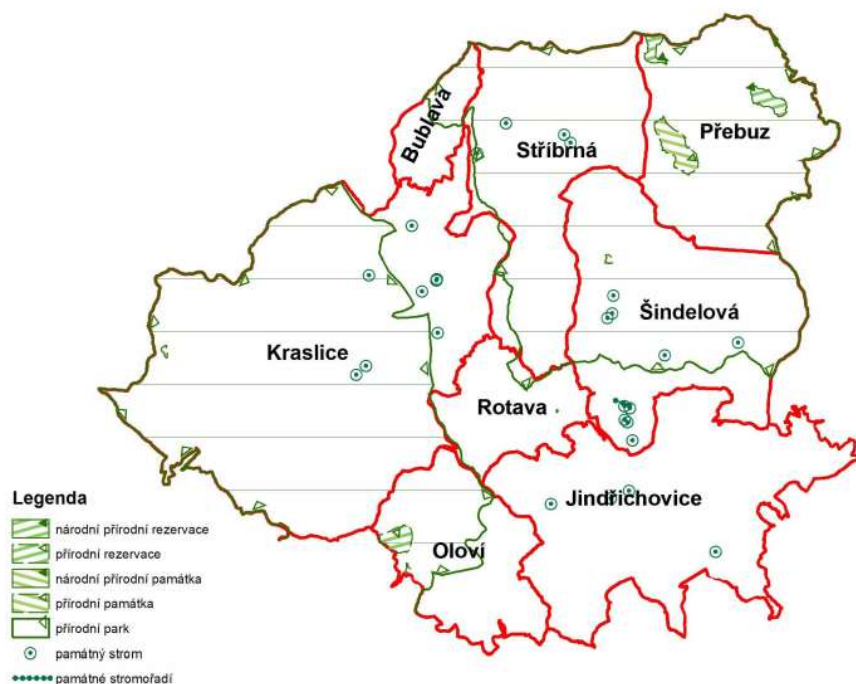 Bublava
Stříbrná
Přebuz
Šindelová
Kraslice
Rotava
Jindřichovice
Oloví
Legenda
národní přírodní rezervace
přírodní rezervace
národní přírodní památka
přírodní památka
přírodní park
památný strom
památné stromořadí